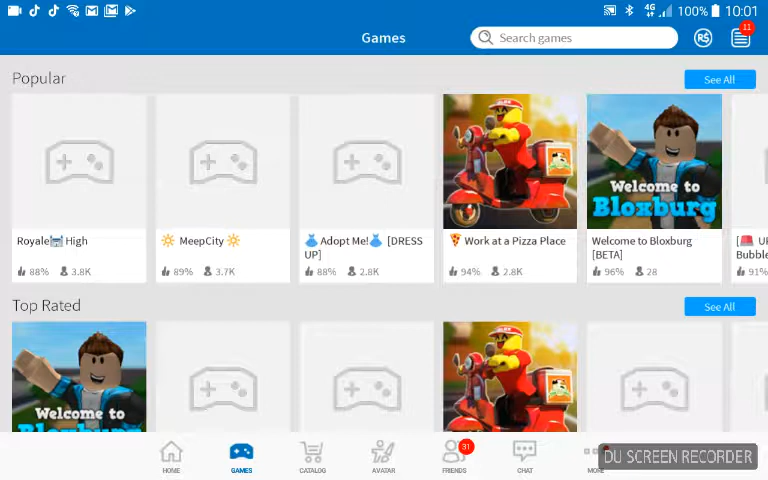 4G 100% 10:01
Games
Search games
R$
11
Popular
See All
Royale🏰High
🔆 MeepCity 🔆
👗Adopt Me!👗 [DRESS
UP]
🍕 Work at a Pizza Place
Welcome to
Bloxburg
Welcome to Bloxburg
[BETA]
[🚨 UP
Bubble
88% 3.8K
89% 3.7K
88% 2.8K
94% 2.8K
96% 28
91%
Top Rated
See All
Welcome to
Bloxburg
HOME
GAMES
CATALOG
AVATAR
31
FRIENDS
CHAT
MORE
DU SCREEN RECORDER